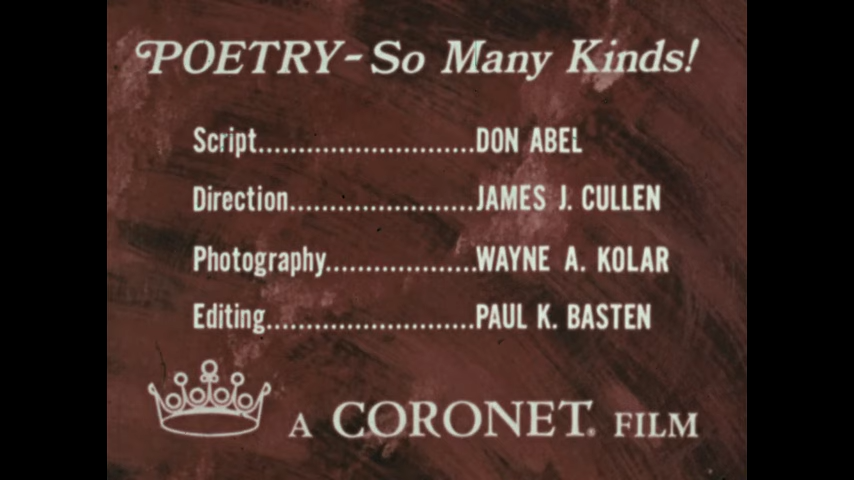 POETRY-So Many Kinds!
Script...........................DON ABEL
Direction.......................JAMES J. CULLEN
Photography...................WAYNE A. KOLAR
Editing..........................PAUL K. BASTEN
A CORONET® FILM